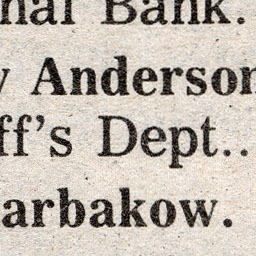 nal Bank.
y Anderson
ff's Dept..
arbakow.